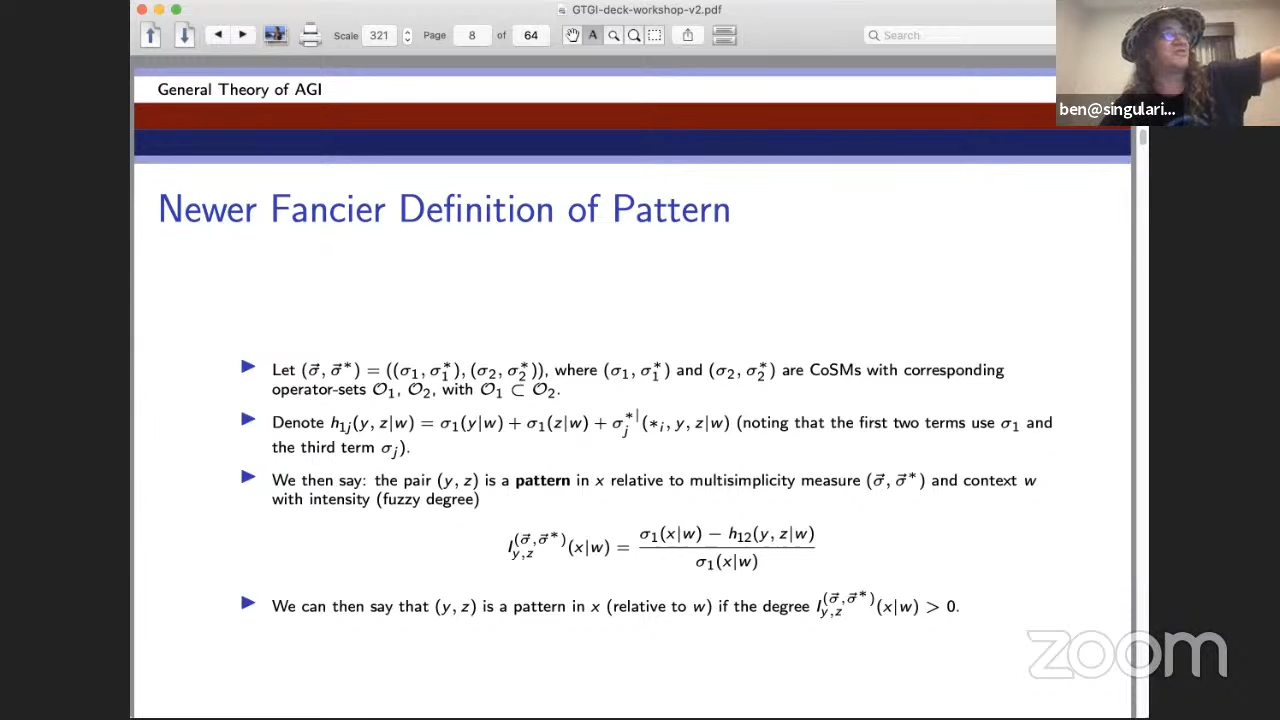 GTGI-deck-workshop-v2.pdf
Scale 321 Page 8 of 64 A Search
ben@singulari...
General Theory of AGI
Newer Fancier Definition of Pattern
▶ Let (σ⃗, σ⃗*) = ((σ₁, σ₁*), (σ₂, σ₂*)), where (σ₁, σ₁*) and (σ₂, σ₂*) are CoSMs with corresponding
operator-sets 𝒪₁, 𝒪₂, with 𝒪₁ ⊂ 𝒪₂.
▶ Denote h₁ⱼ(y, z|w) = σ₁(y|w) + σ₁(z|w) + σⱼ*|(*ᵢ, y, z|w) (noting that the first two terms use σ₁ and
the third term σⱼ).
▶ We then say: the pair (y, z) is a pattern in x relative to multisimplicity measure (σ⃗, σ⃗*) and context w
with intensity (fuzzy degree)
I_{y,z}^{(σ⃗,σ⃗*)}(x|w) = (σ₁(x|w) − h₁₂(y, z|w)) / σ₁(x|w)
▶ We can then say that (y, z) is a pattern in x (relative to w) if the degree I_{y,z}^{(σ⃗,σ⃗*)}(x|w) > 0.
zoom